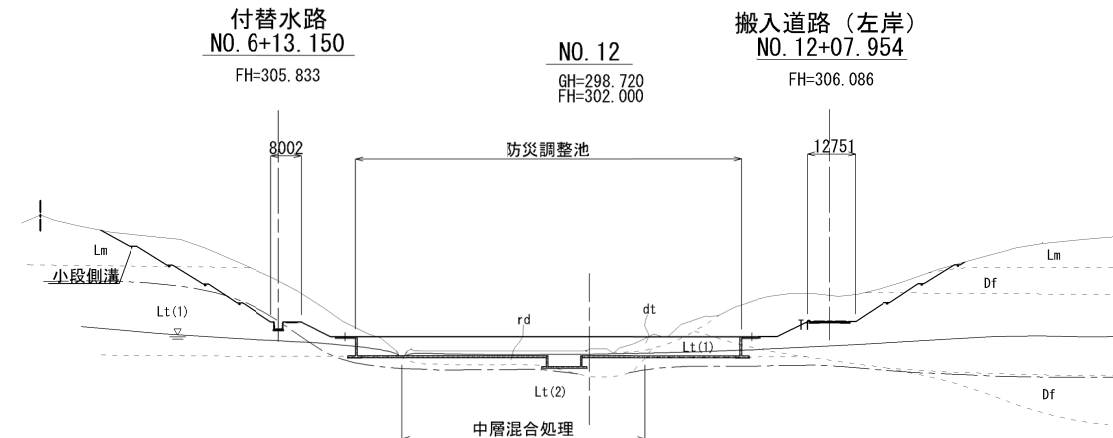 付替水路
NO. 6+13.150
FH=305.833
NO. 12
GH=298.720
FH=302.000
搬入道路（左岸）
NO. 12+07.954
FH=306.086
8002
防災調整池
12751
Lm
小段側溝
Lt(1)
rd
dt
Lt(1)
Lm
Df
Lt(2)
Df
中層混合処理